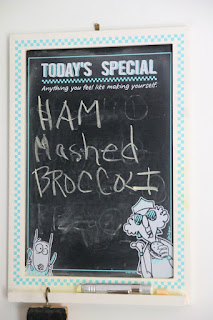 TODAY'S SPECIAL
Anything you feel like making yourself.
HAM
Mashed
BROCCOLI